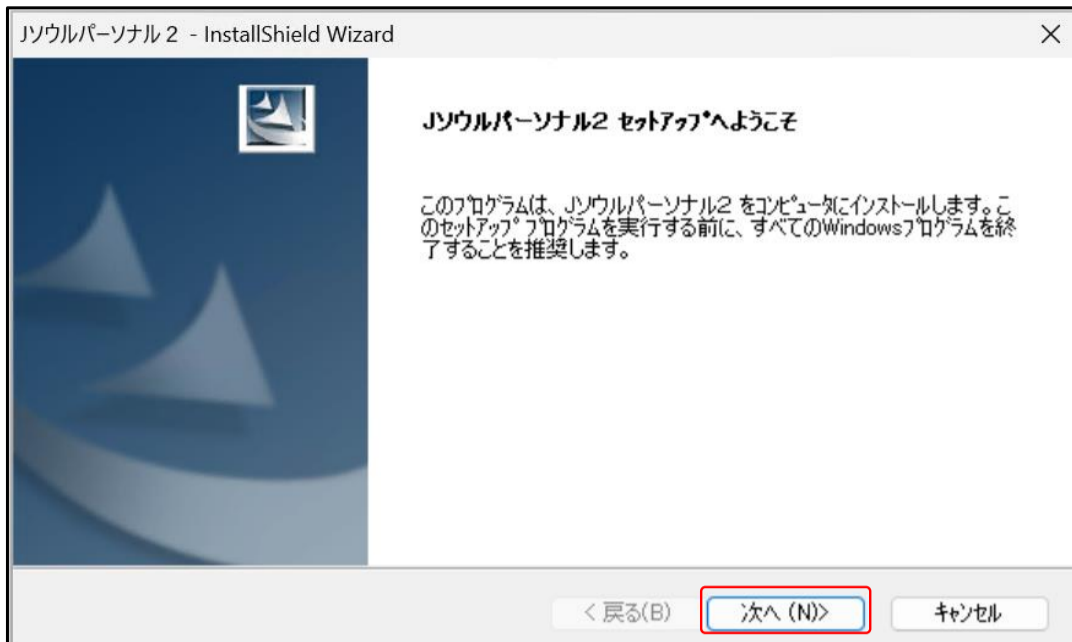 Jソウルパーソナル２ - InstallShield Wizard
Jソウルパーソナル2 ｾｯﾄｱｯﾌﾟへようこそ
このﾌﾟﾛｸﾞﾗﾑは、Jソウルパーソナル2 をｺﾝﾋﾟｭｰﾀにインストールします。こ
のｾｯﾄｱｯﾌﾟ ﾌﾟﾛｸﾞﾗﾑを実行する前に、すべてのWindowsﾌﾟﾛｸﾞﾗﾑを終
了することを推奨します。
< 戻る(B)
次へ (N)>
ｷｬﾝｾﾙ